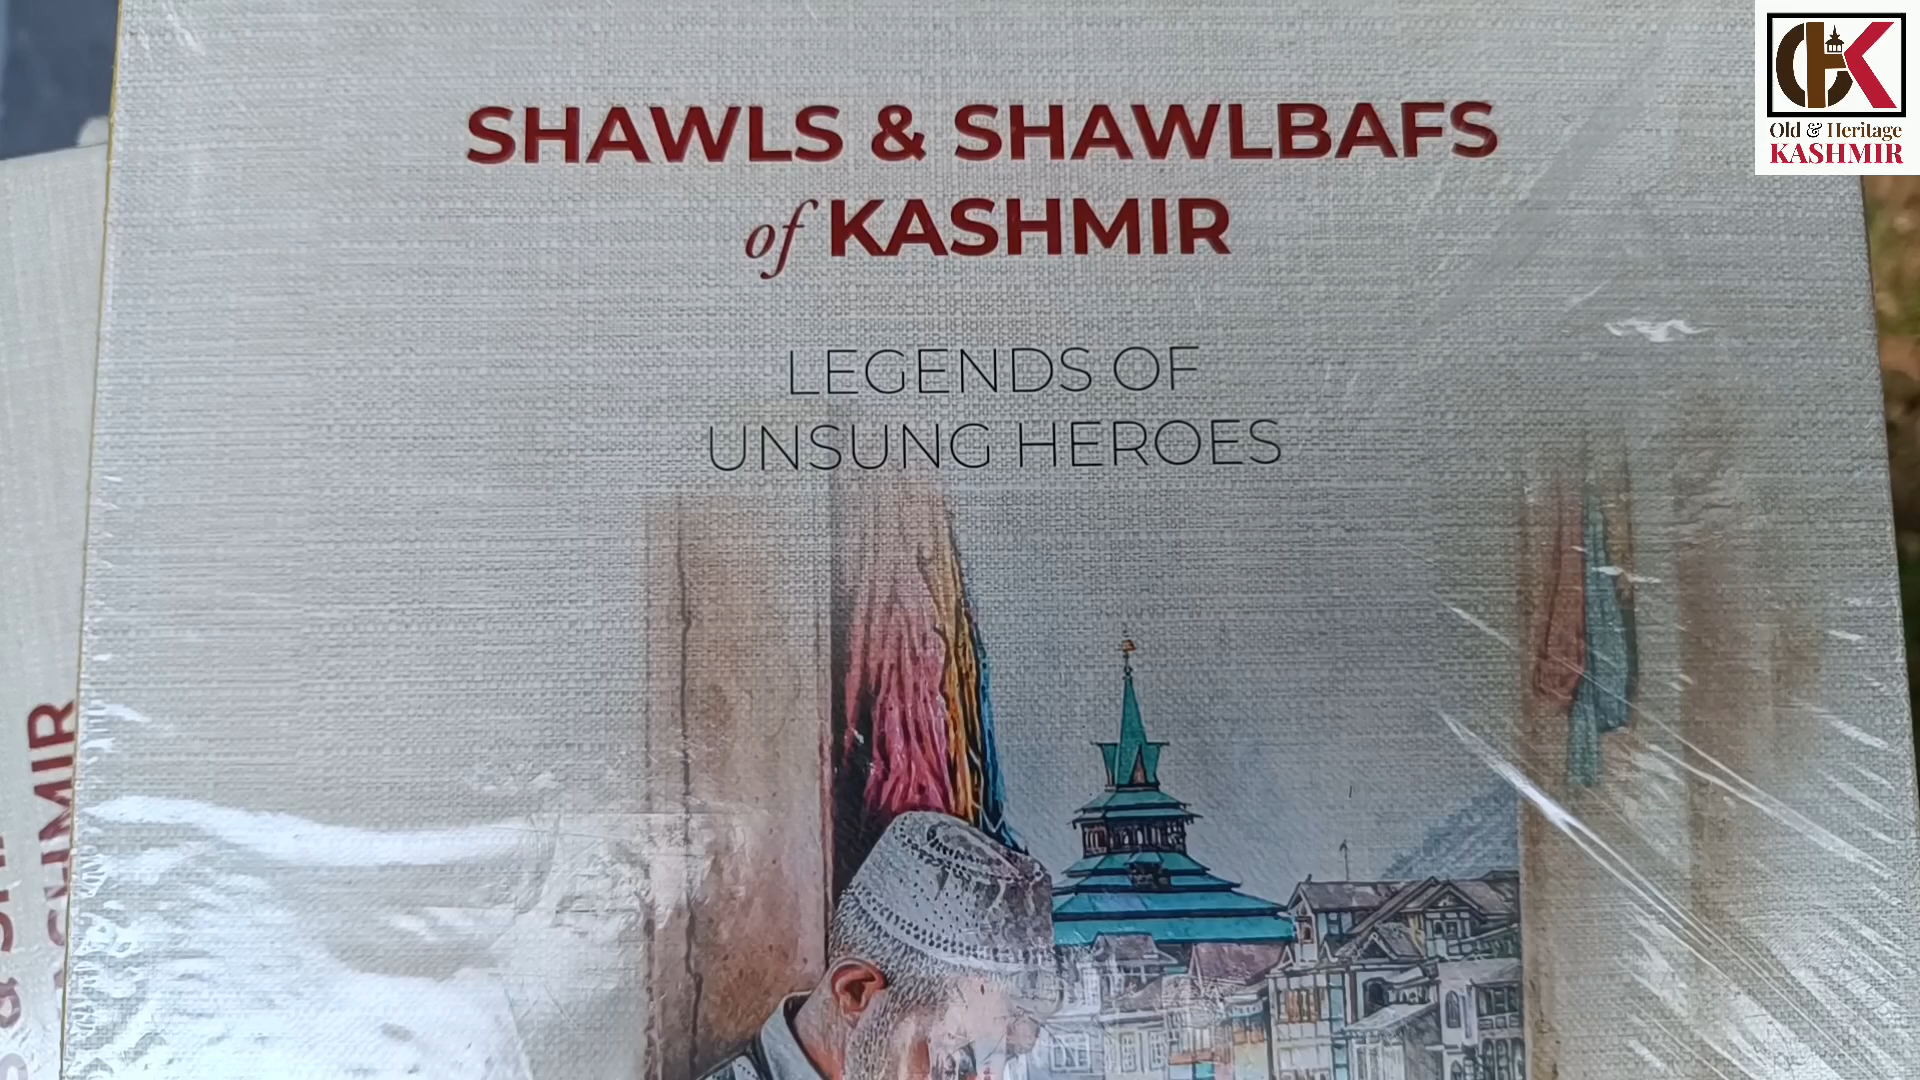 SHAWLS & SHAWLBAFS
of KASHMIR
LEGENDS OF
UNSUNG HEROES
Old & Heritage
KASHMIR